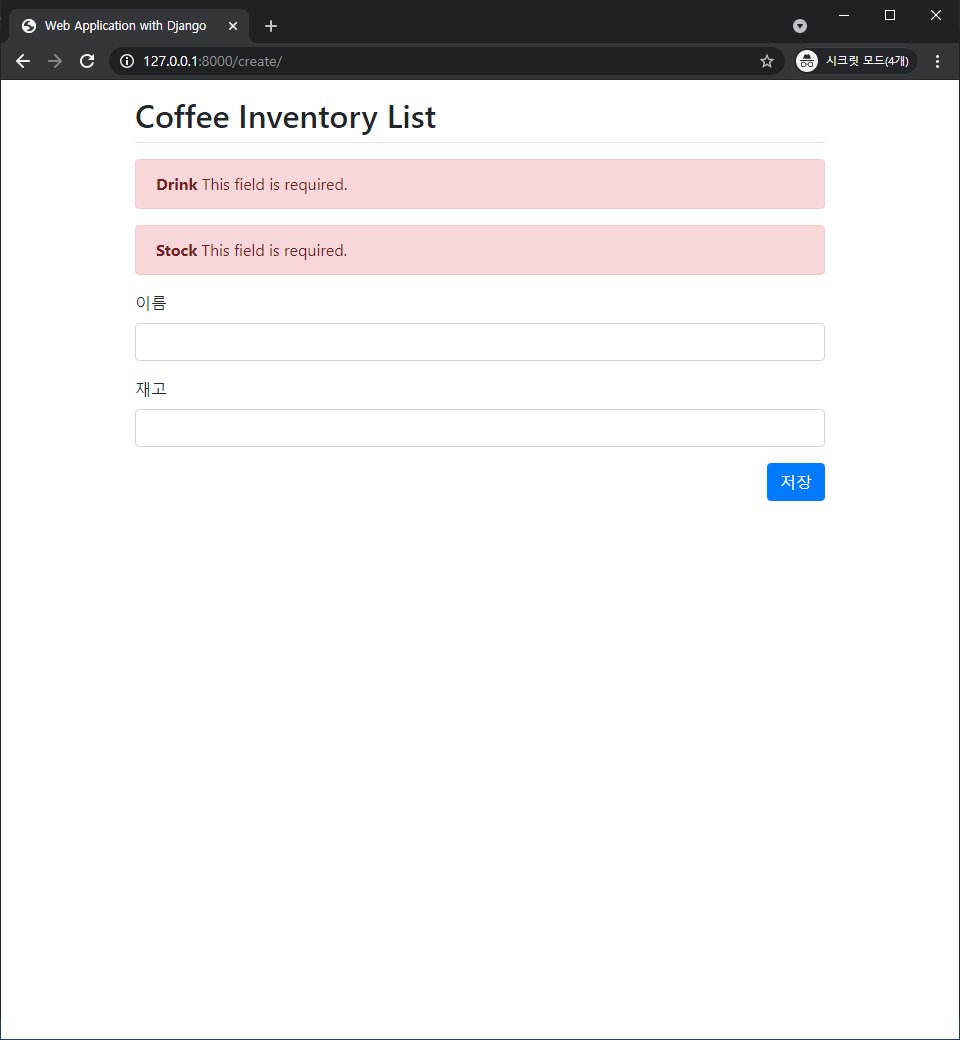 Web Application with Django
127.0.0.1:8000/create/
시크릿 모드(4개)
Coffee Inventory List
Drink This field is required.
Stock This field is required.
이름
재고
저장